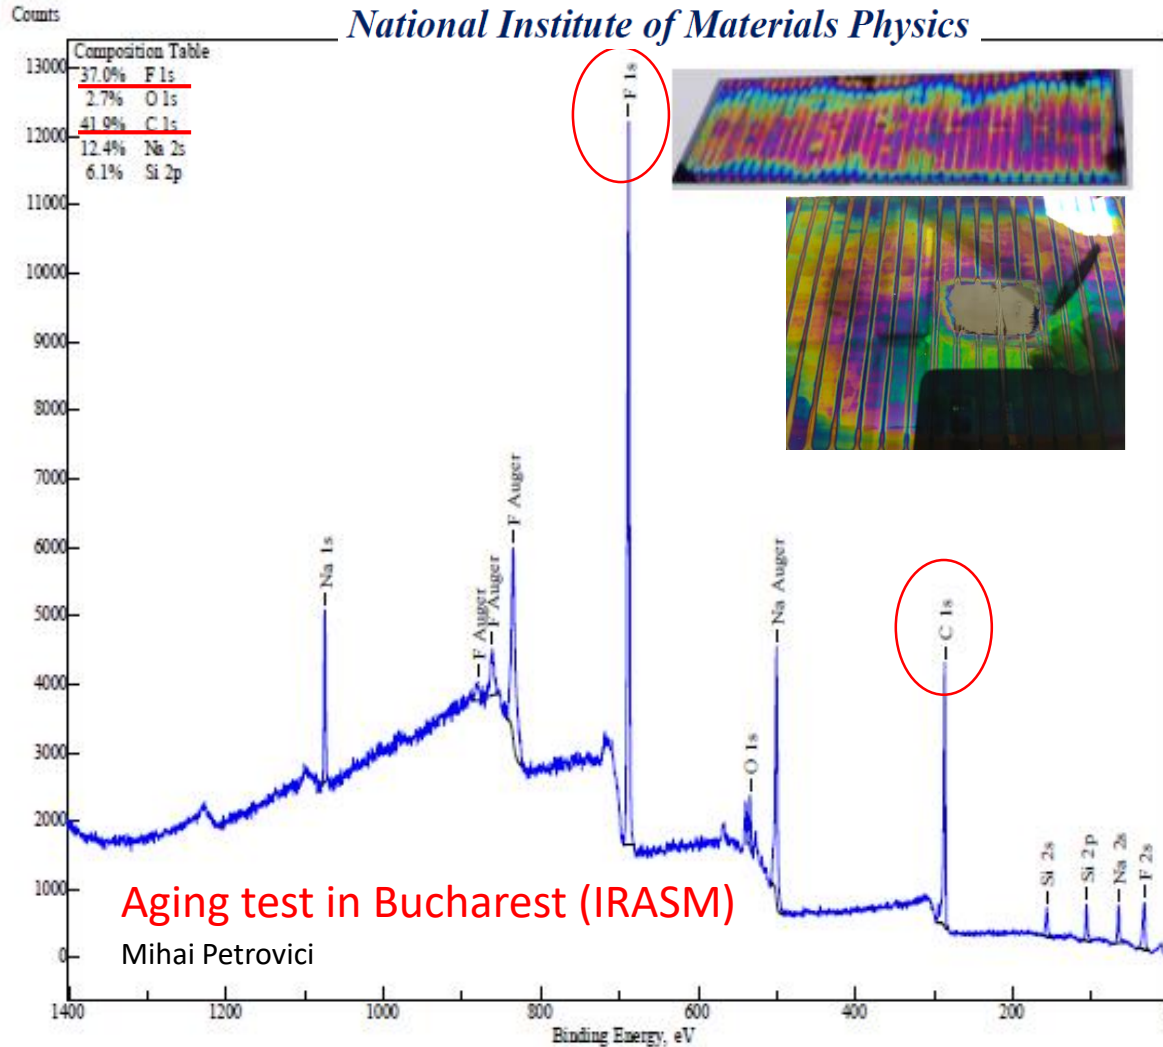 Counts
National Institute of Materials Physics
Composition Table
37.0% F 1s
2.7% O 1s
41.9% C 1s
12.4% Na 2s
6.1% Si 2p
13000
12000
11000
10000
9000
8000
7000
6000
5000
4000
3000
2000
1000
0
Na 1s
F Auger
F Auger
F Auger
F 1s
O 1s
Na Auger
C 1s
Si 2s
Si 2p
Na 2s
F 2s
Aging test in Bucharest (IRASM)
Mihai Petrovici
1400 1200 1000 800 600 400 200
Binding Energy, eV